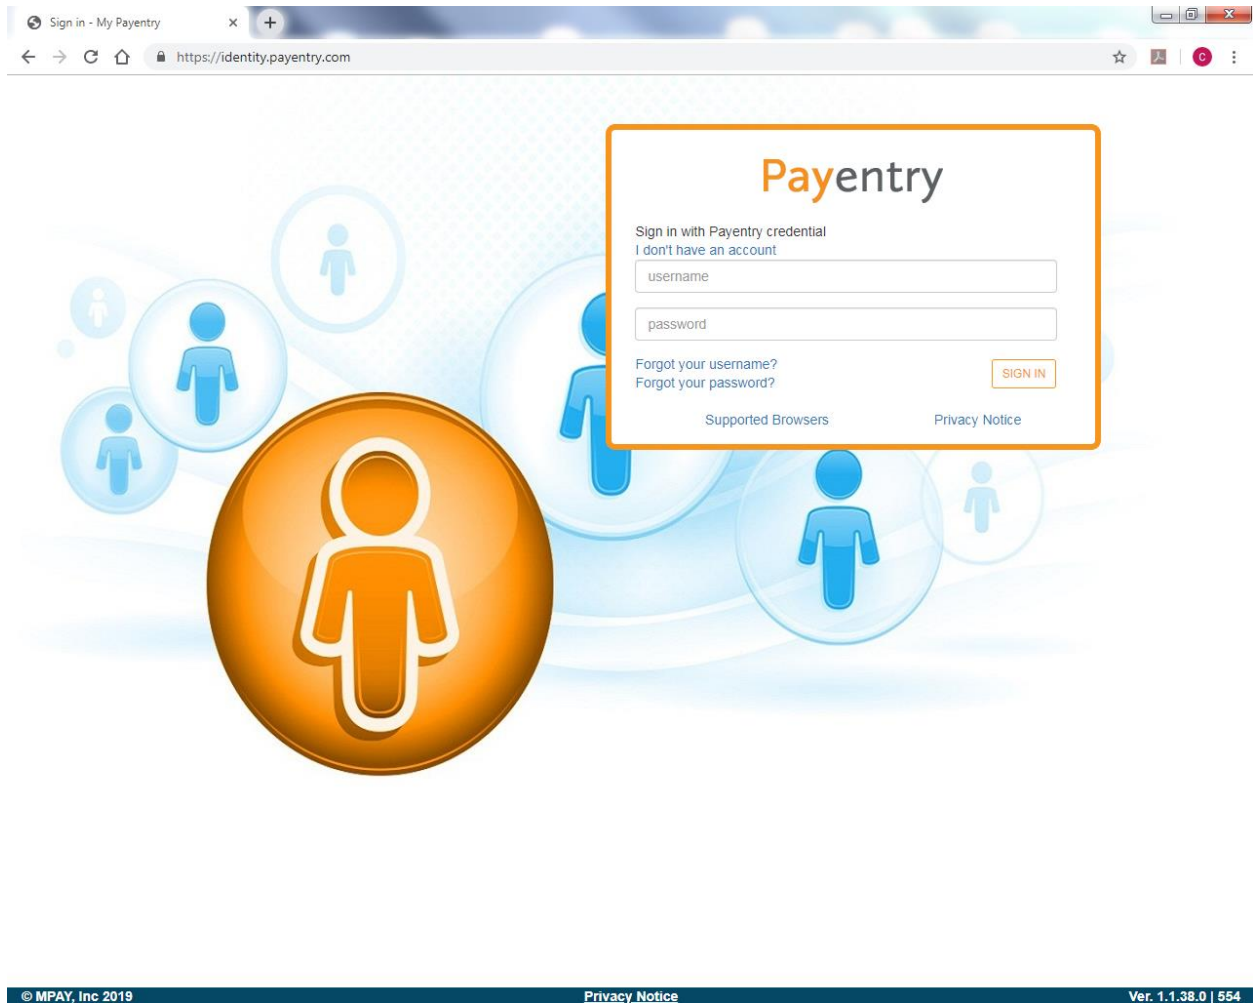 Sign in - My Payentry
https://identity.payentry.com
C
Payentry
Sign in with Payentry credential
I don't have an account
username
password
Forgot your username?
SIGN IN
Forgot your password?
Supported Browsers Privacy Notice
© MPAY, Inc 2019 Privacy Notice Ver. 1.1.38.0 | 554